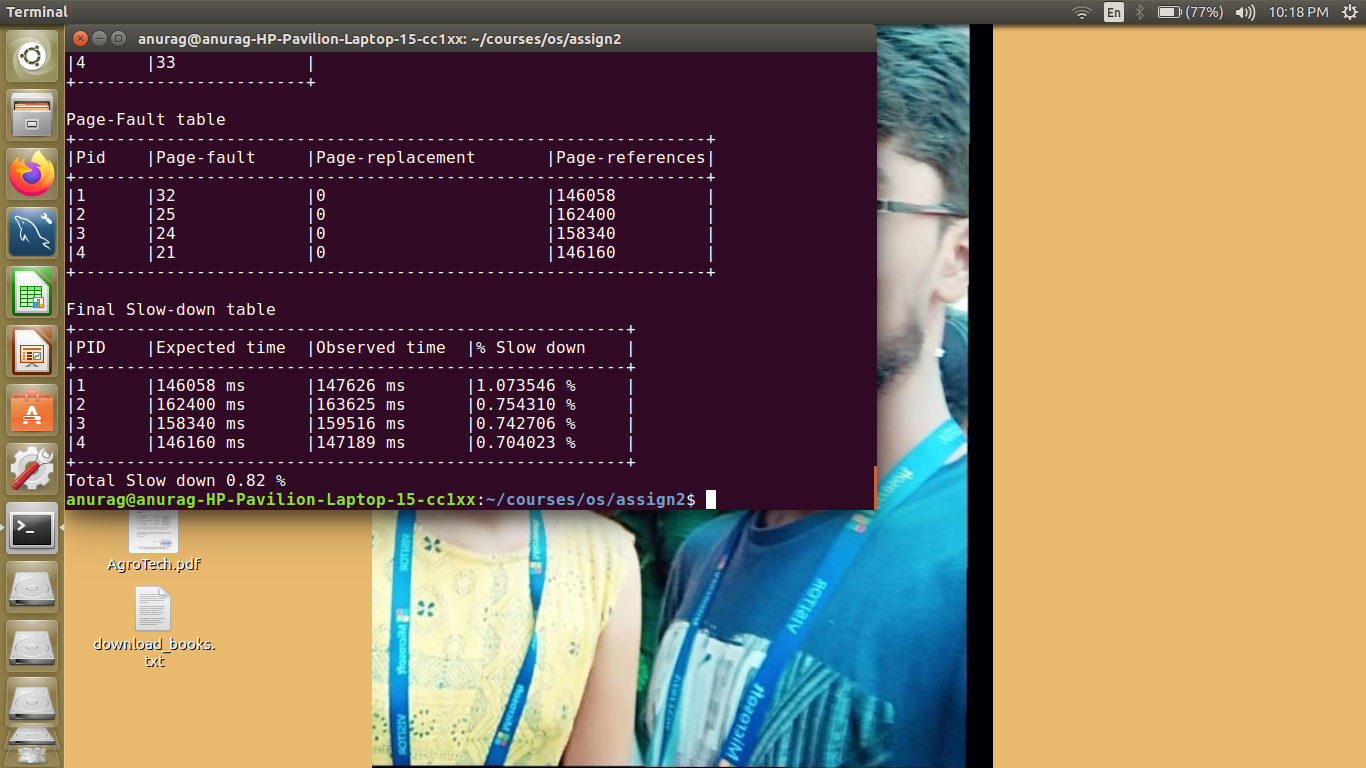 Terminal
En
(77%)
10:18 PM
anurag@anurag-HP-Pavilion-Laptop-15-cc1xx: ~/courses/os/assign2
|4      |33             |
+-----------------------+
Page-Fault table
+---------------------------------------------------------------+
|Pid    |Page-fault     |Page-replacement       |Page-references|
+---------------------------------------------------------------+
|1      |32             |0                      |146058         |
|2      |25             |0                      |162400         |
|3      |24             |0                      |158340         |
|4      |21             |0                      |146160         |
+---------------------------------------------------------------+
Final Slow-down table
+-------------------------------------------------------+
|PID    |Expected time  |Observed time  |% Slow down    |
+-------------------------------------------------------+
|1      |146058 ms      |147626 ms      |1.073546 %     |
|2      |162400 ms      |163625 ms      |0.754310 %     |
|3      |158340 ms      |159516 ms      |0.742706 %     |
|4      |146160 ms      |147189 ms      |0.704023 %     |
+-------------------------------------------------------+
Total Slow down 0.82 %
anurag@anurag-HP-Pavilion-Laptop-15-cc1xx:~/courses/os/assign2$
AgroTech.pdf
download_books.
txt
VISITOR
Microsoft
VISITOR
Microsoft
VISITOR
Microsoft